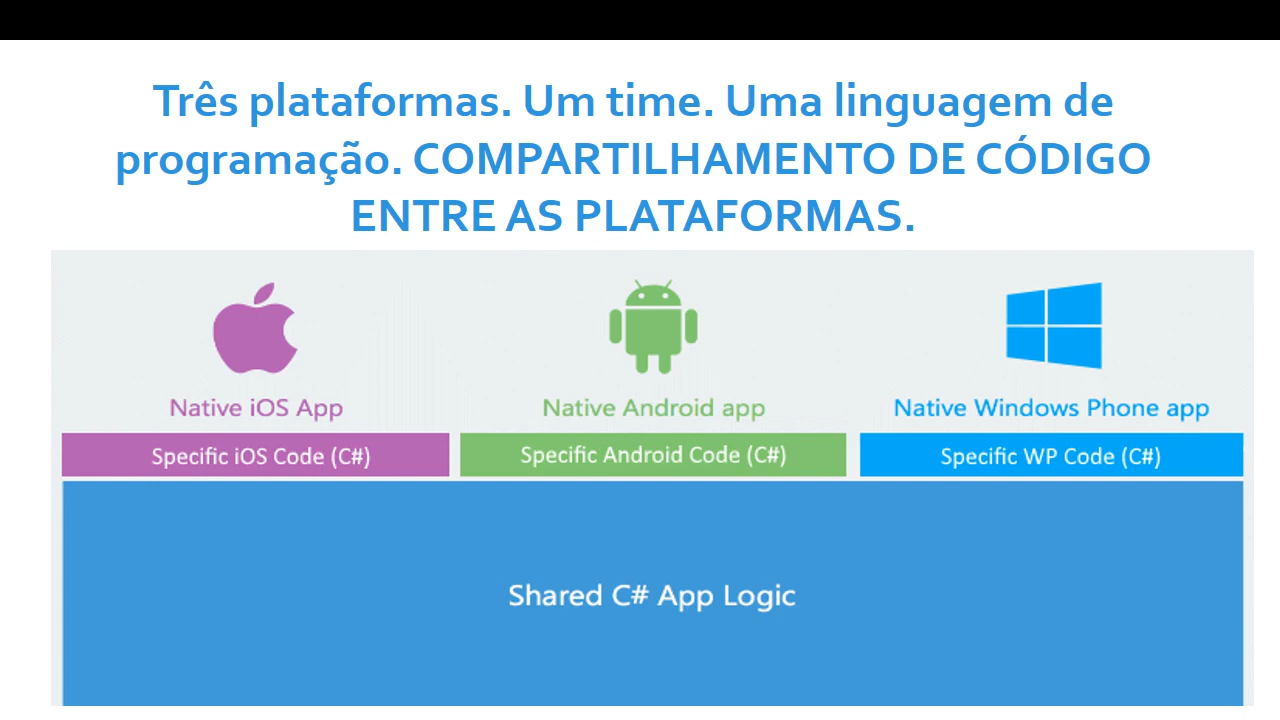 Três plataformas. Um time. Uma linguagem de
programação. COMPARTILHAMENTO DE CÓDIGO
ENTRE AS PLATAFORMAS.
Native iOS App
Native Android app
Native Windows Phone app
Specific iOS Code (C#)
Specific Android Code (C#)
Specific WP Code (C#)
Shared C# App Logic